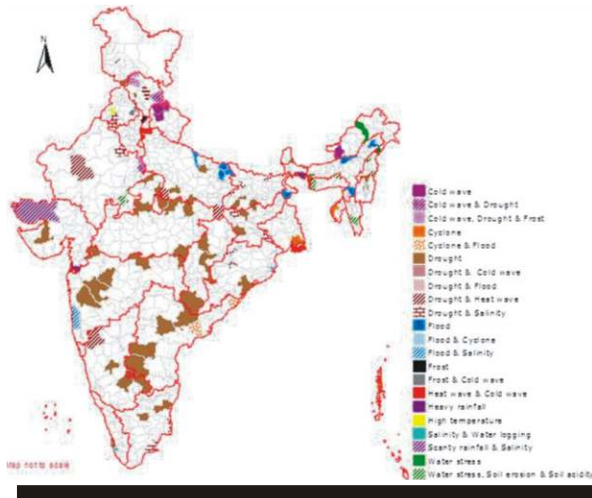 N
Cold wave
Cold wave & Drought
Cold wave, Drought & Frost
Cyclone
Cyclone & Flood
Drought
Drought & Cold wave
Drought & Flood
Drought & Heat wave
Drought & Salinity
Flood
Flood & Cyclone
Flood & Salinity
Frost
Frost & Cold wave
Heat wave & Cold wave
Heavy rainfall
High temperature
Salinity & Water logging
Scanty rainfall & Salinity
Water stress
Water stress, Soil erosion & Soil acidity
Map not to scale